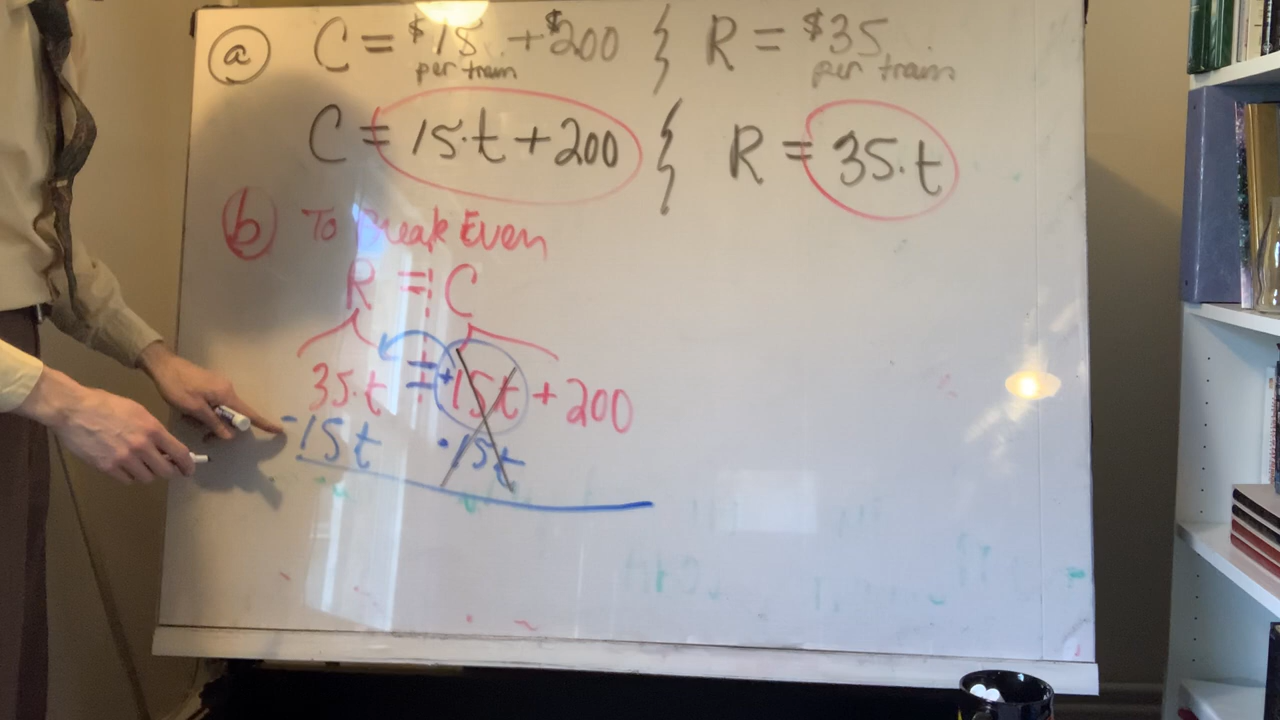 a C = $15 per train + $200 R = $35 per train
C = 15·t + 200 R = 35·t
b To Break Even
R = C
35·t = +15t + 200
-15t -15t